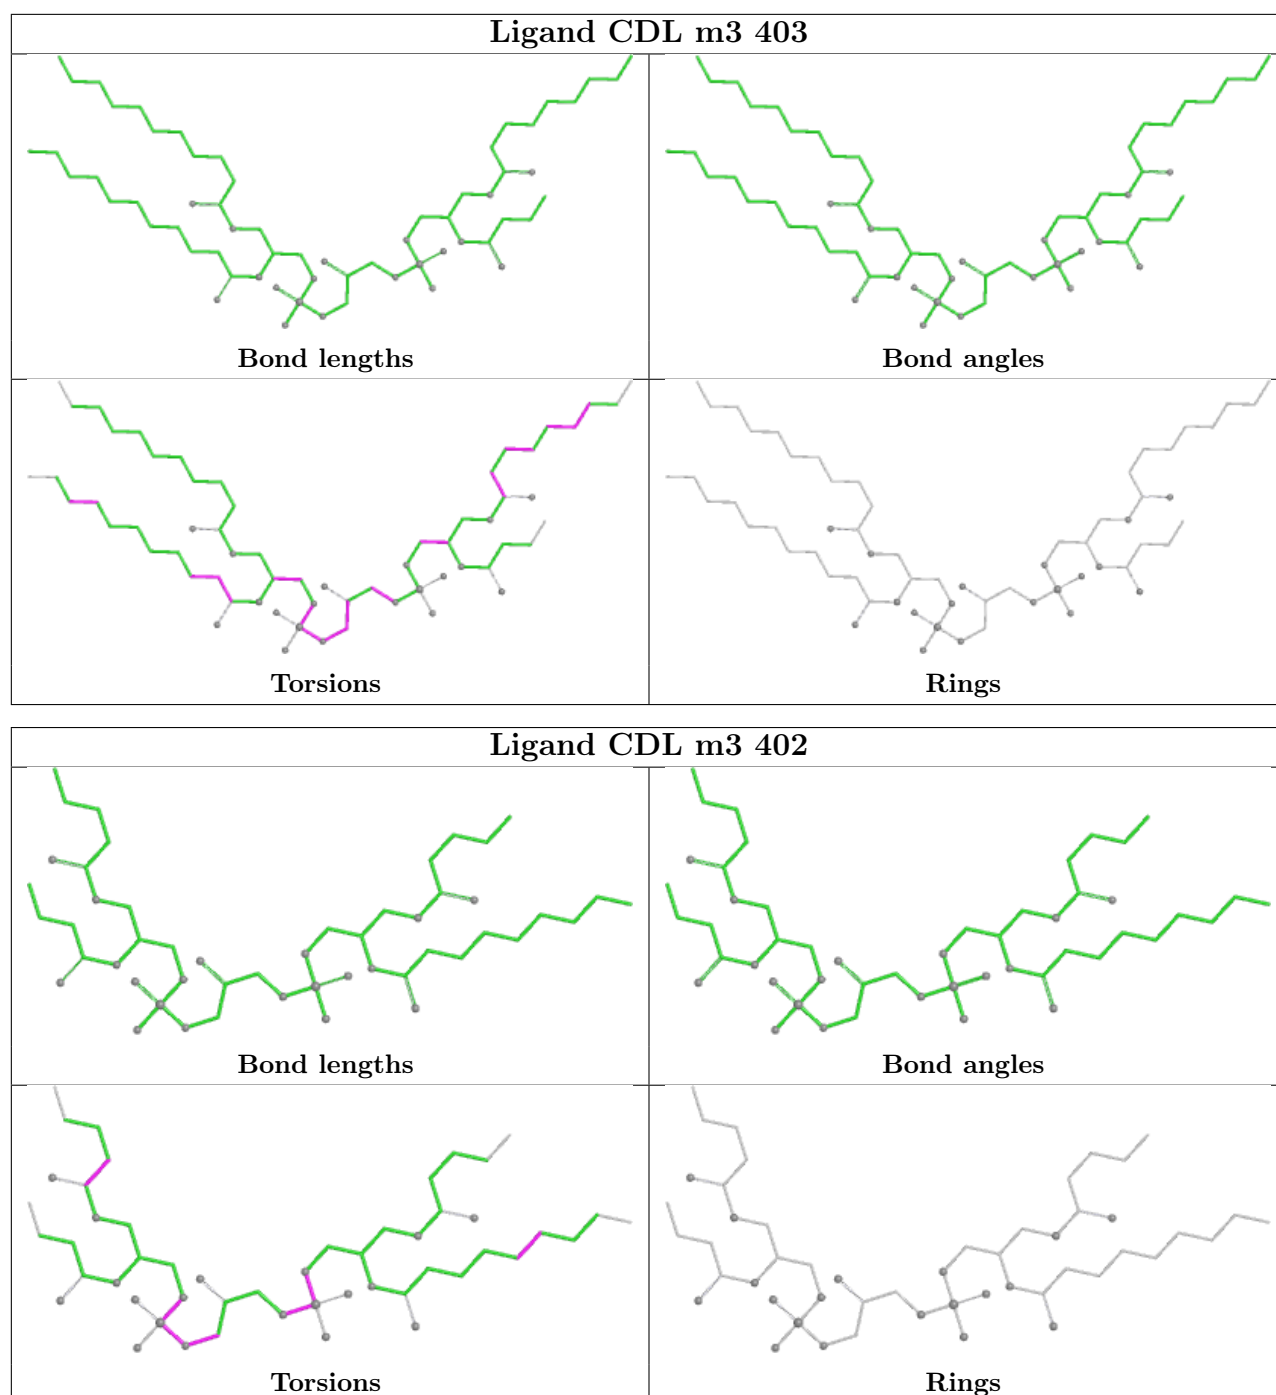 Ligand CDL m3 403
Bond lengths
Bond angles
Torsions
Rings
Ligand CDL m3 402
Bond lengths
Bond angles
Torsions
Rings